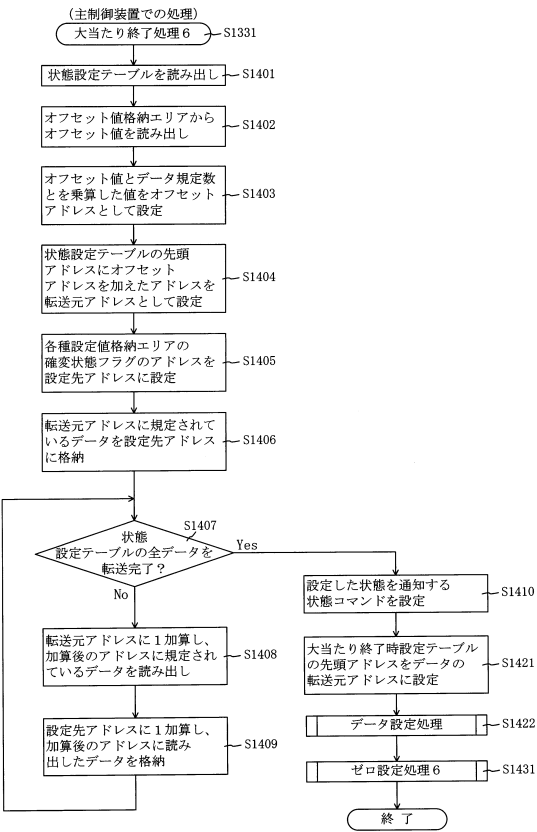 (主制御装置での処理)
大当たり終了処理6
S1331
状態設定テーブルを読み出し
S1401
オフセット値格納エリアから
オフセット値を読み出し
S1402
オフセット値とデータ規定数
とを乗算した値をオフセット
アドレスとして設定
S1403
状態設定テーブルの先頭
アドレスにオフセット
アドレスを加えたアドレスを
転送元アドレスとして設定
S1404
各種設定値格納エリアの
確変状態フラグのアドレスを
設定先アドレスに設定
S1405
転送元アドレスに規定されて
いるデータを設定先アドレス
に格納
S1406
状態
設定テーブルの全データを
転送完了?
S1407
Yes
No
転送元アドレスに1加算し、
加算後のアドレスに規定され
ているデータを読み出し
S1408
設定先アドレスに1加算し、
加算後のアドレスに読み
出したデータを格納
S1409
設定した状態を通知する
状態コマンドを設定
S1410
大当たり終了時設定テーブル
の先頭アドレスをデータの
転送元アドレスに設定
S1421
データ設定処理
S1422
ゼロ設定処理6
S1431
終了